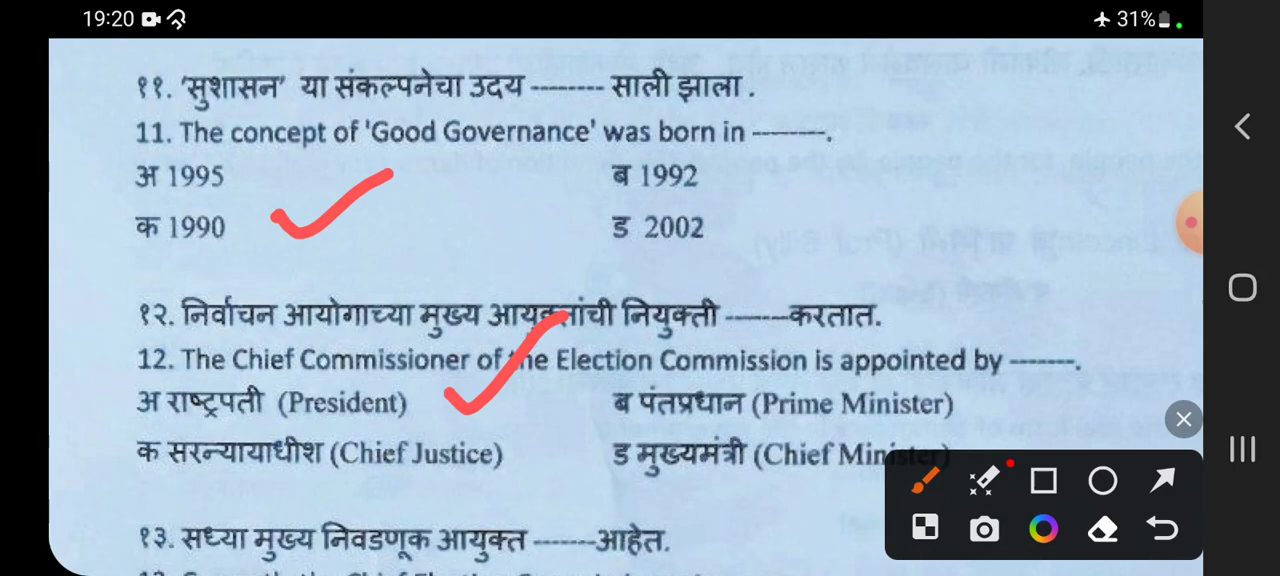 19:20
31%
११. 'सुशासन' या संकल्पनेचा उदय -------- साली झाला .
11. The concept of 'Good Governance' was born in -------.
अ 1995 ब 1992
क 1990 ड 2002
१२. निर्वाचन आयोगाच्या मुख्य आयुक्तांची नियुक्ती ------करतात.
12. The Chief Commissioner of the Election Commission is appointed by ------.
अ राष्ट्रपती (President) ब पंतप्रधान (Prime Minister)
क सरन्यायाधीश (Chief Justice) ड मुख्यमंत्री (Chief Minister)
१३. सध्या मुख्य निवडणूक आयुक्त ------आहेत.